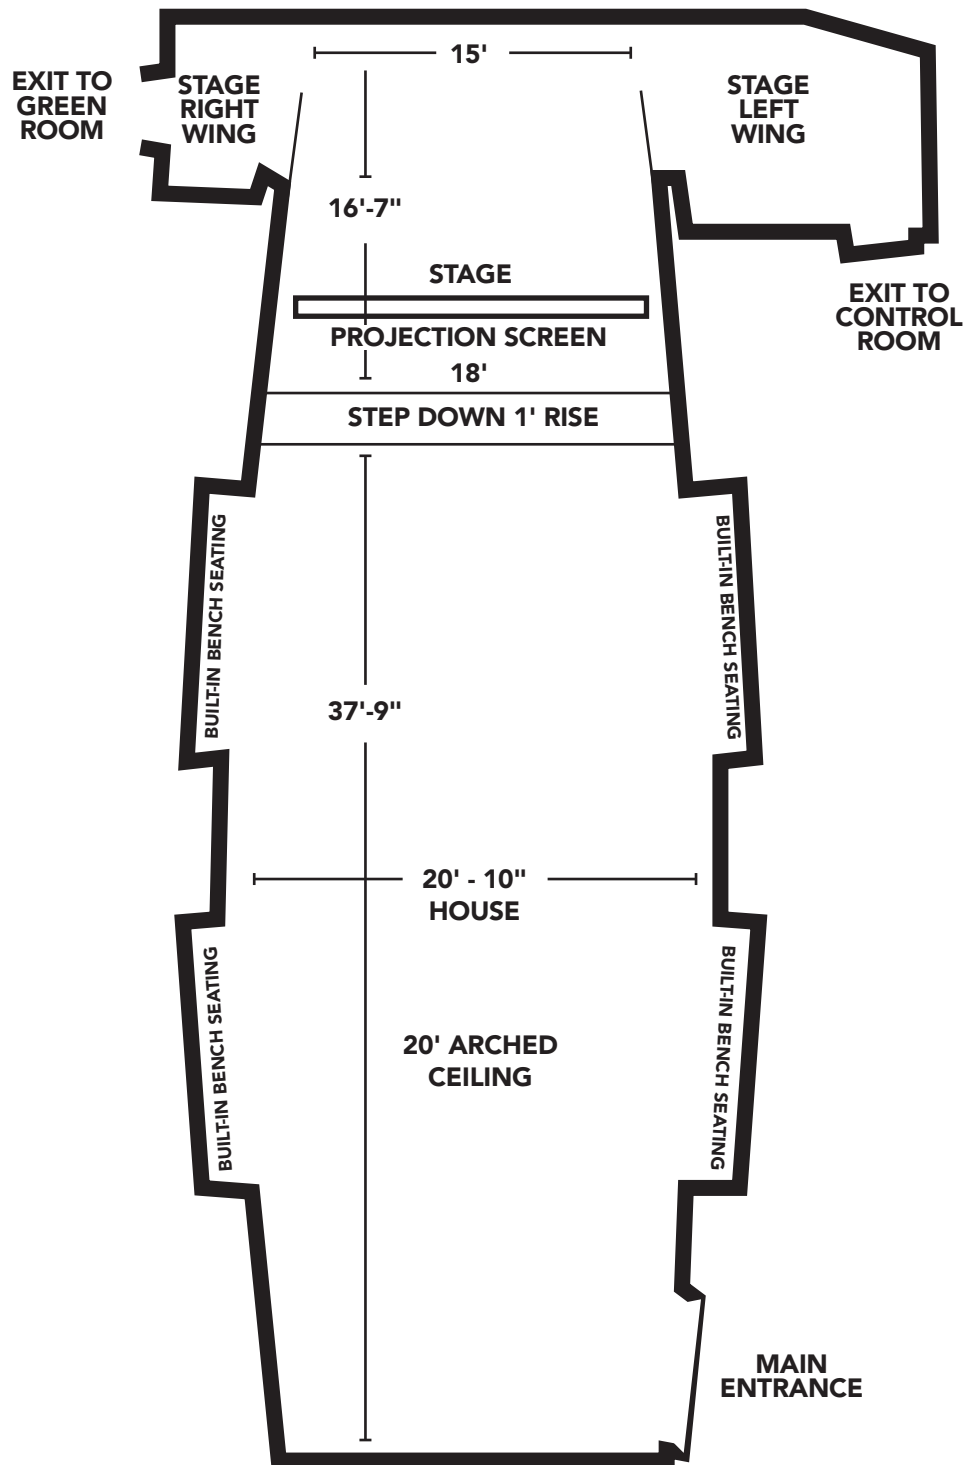 15'
EXIT TO
GREEN
ROOM
STAGE
RIGHT
WING
STAGE
LEFT
WING
16'-7"
STAGE
EXIT TO
CONTROL
ROOM
PROJECTION SCREEN
18'
STEP DOWN 1' RISE
BUILT-IN BENCH SEATING
BUILT-IN BENCH SEATING
37'-9"
20' - 10"
HOUSE
BUILT-IN BENCH SEATING
BUILT-IN BENCH SEATING
20' ARCHED
CEILING
MAIN
ENTRANCE